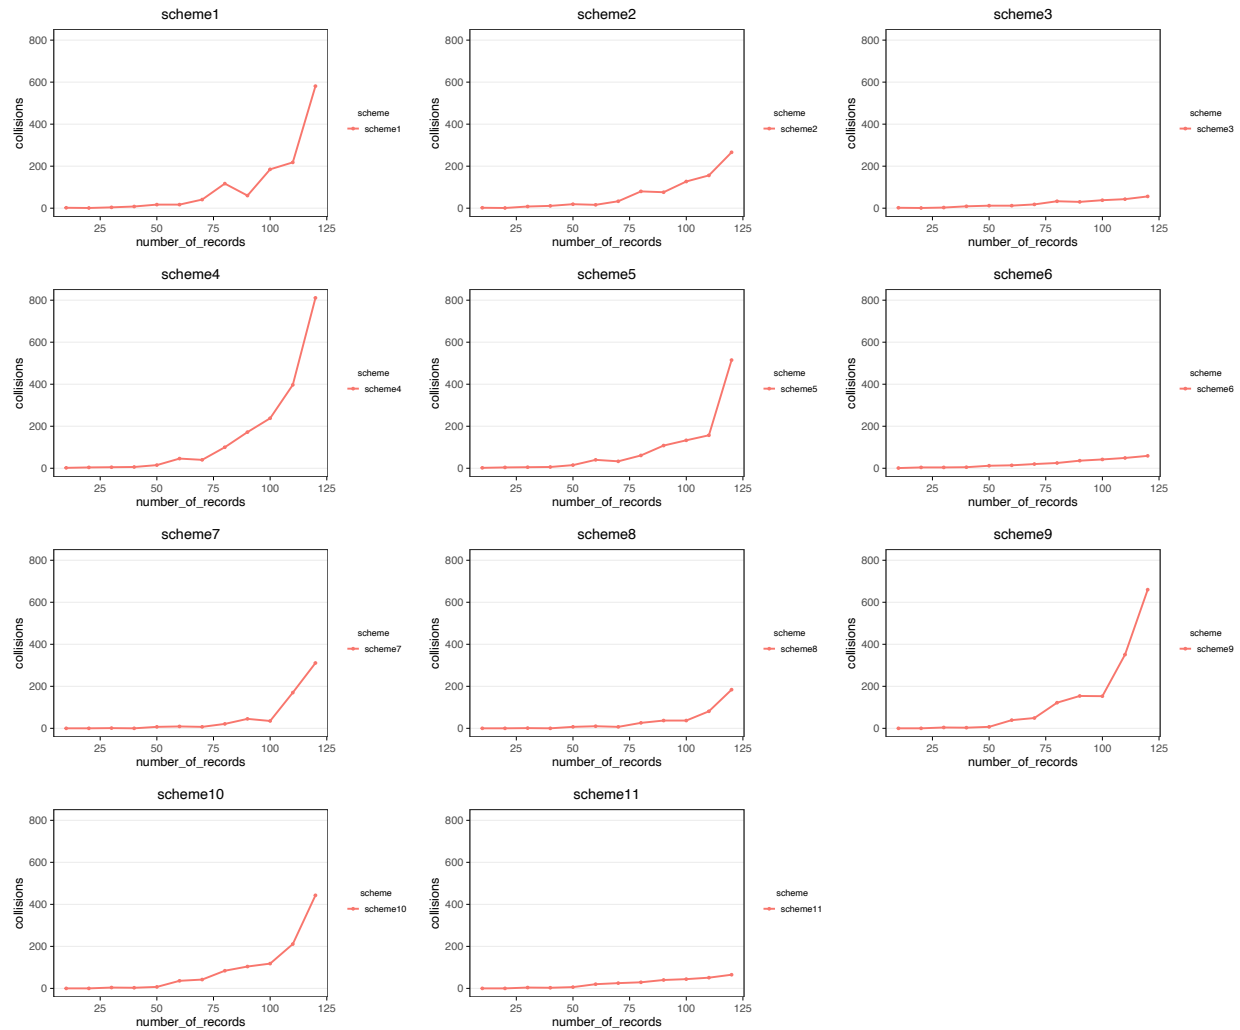 scheme1
800
600
400
200
0
collisions
25 50 75 100 125
number_of_records
scheme
scheme1
scheme2
800
600
400
200
0
collisions
25 50 75 100 125
number_of_records
scheme
scheme2
scheme3
800
600
400
200
0
collisions
25 50 75 100 125
number_of_records
scheme
scheme3
scheme4
800
600
400
200
0
collisions
25 50 75 100 125
number_of_records
scheme
scheme4
scheme5
800
600
400
200
0
collisions
25 50 75 100 125
number_of_records
scheme
scheme5
scheme6
800
600
400
200
0
collisions
25 50 75 100 125
number_of_records
scheme
scheme6
scheme7
800
600
400
200
0
collisions
25 50 75 100 125
number_of_records
scheme
scheme7
scheme8
800
600
400
200
0
collisions
25 50 75 100 125
number_of_records
scheme
scheme8
scheme9
800
600
400
200
0
collisions
25 50 75 100 125
number_of_records
scheme
scheme9
scheme10
800
600
400
200
0
collisions
25 50 75 100 125
number_of_records
scheme
scheme10
scheme11
800
600
400
200
0
collisions
25 50 75 100 125
number_of_records
scheme
scheme11